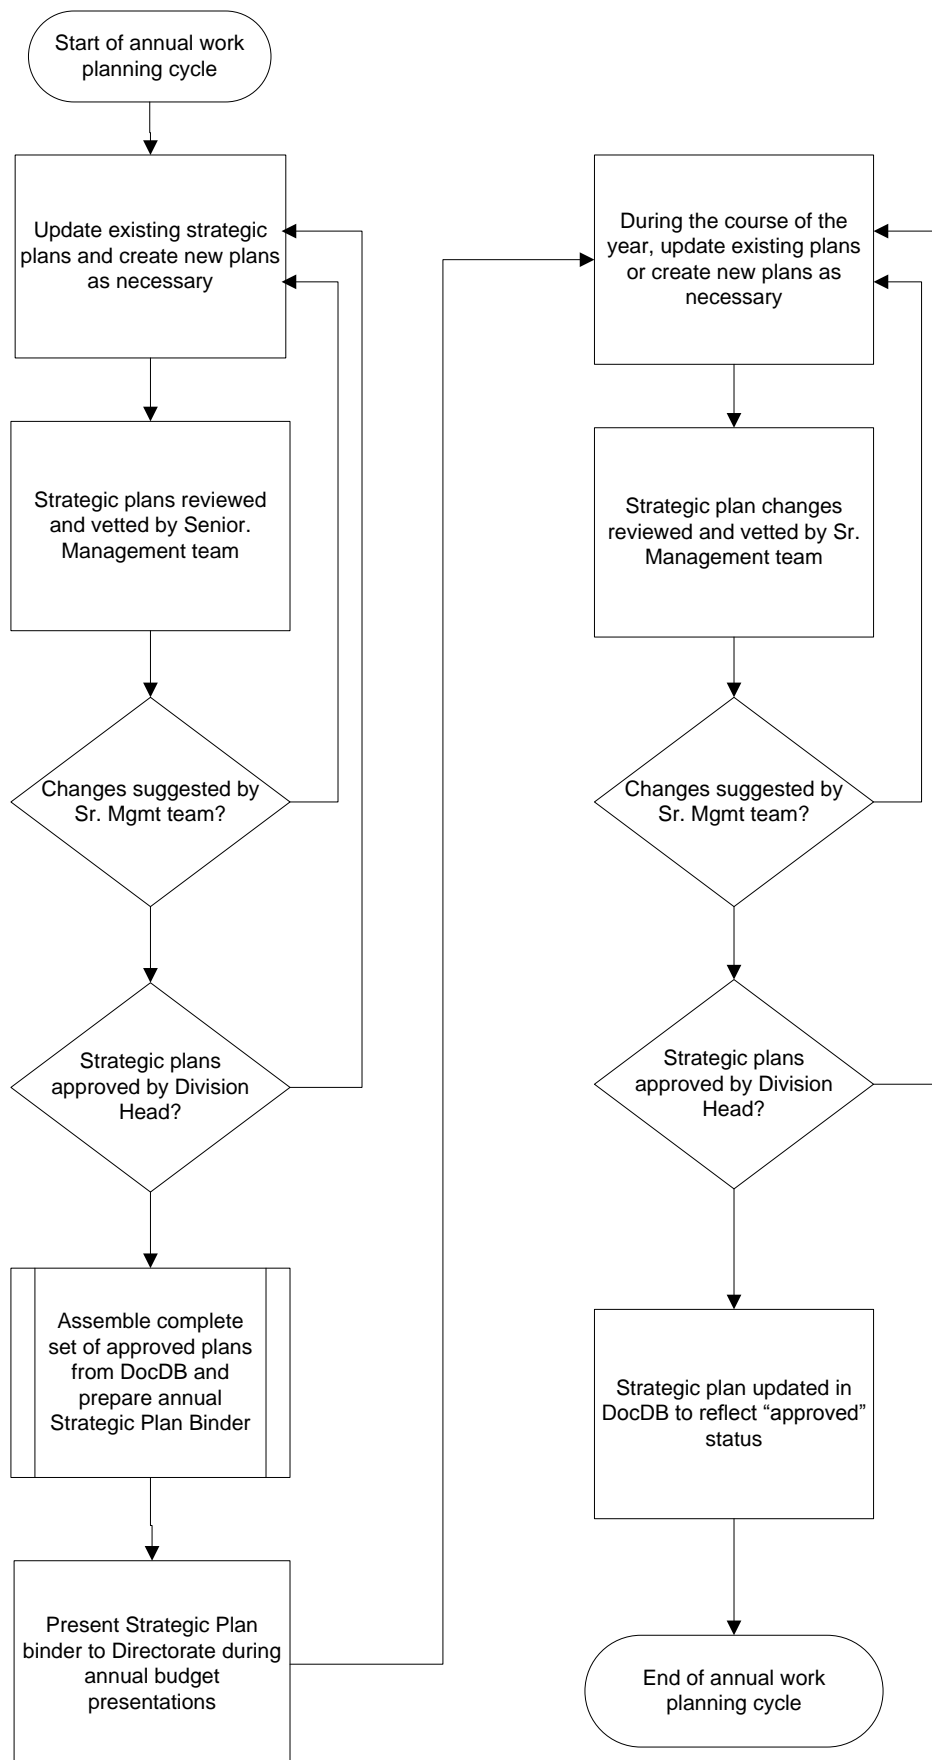 Start of annual work
planning cycle
Update existing strategic
plans and create new plans
as necessary
Strategic plans reviewed
and vetted by Senior.
Management team
Changes suggested by
Sr. Mgmt team?
Strategic plans
approved by Division
Head?
Assemble complete
set of approved plans
from DocDB and
prepare annual
Strategic Plan Binder
Present Strategic Plan
binder to Directorate during
annual budget
presentations
During the course of the
year, update existing plans
or create new plans as
necessary
Strategic plan changes
reviewed and vetted by Sr.
Management team
Changes suggested by
Sr. Mgmt team?
Strategic plans
approved by Division
Head?
Strategic plan updated in
DocDB to reflect “approved”
status
End of annual work
planning cycle